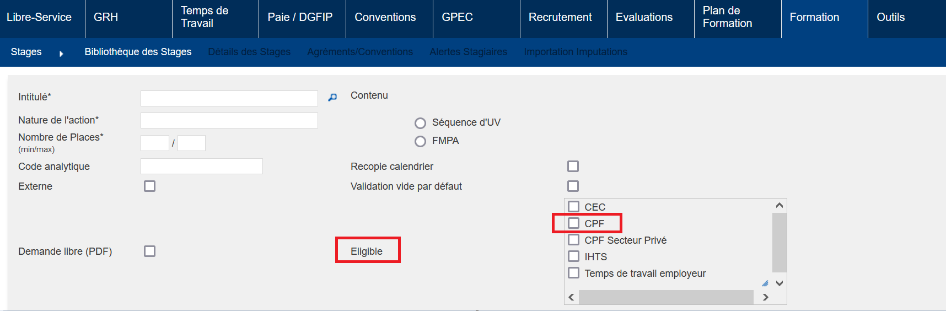 Libre-Service
GRH
Temps de
Travail
Paie / DGFIP
Conventions
GPEC
Recrutement
Evaluations
Plan de
Formation
Formation
Outils
Stages
Bibliothèque des Stages
Détails des Stages
Agréments/Conventions
Alertes Stagiaires
Importation Imputations
Intitulé*
Contenu
Nature de l'action*
Séquence d'UV
Nombre de Places*
(min/max)
/
FMPA
Code analytique
Recopie calendrier
Externe
Validation vide par défaut
CEC
CPF
CPF Secteur Privé
IHTS
Temps de travail employeur
Demande libre (PDF)
Eligible